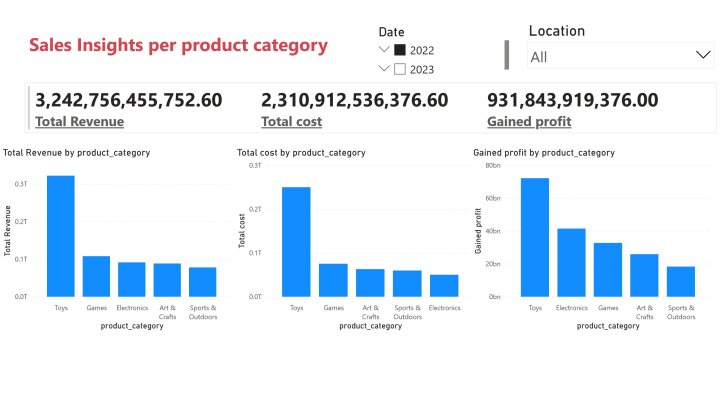 Sales Insights per product category
Date
2022
2023
Location
All
3,242,756,455,752.60
Total Revenue
2,310,912,536,376.60
Total cost
931,843,919,376.00
Gained profit
Total Revenue by product_category
Total Revenue
0.3T
0.2T
0.1T
0.0T
Toys
Games
Electronics
Art &
Crafts
Sports &
Outdoors
product_category
Total cost by product_category
Total cost
0.3T
0.2T
0.1T
0.0T
Toys
Games
Art &
Crafts
Sports &
Outdoors
Electronics
product_category
Gained profit by product_category
Gained profit
80bn
60bn
40bn
20bn
0bn
Toys
Electronics
Games
Art &
Crafts
Sports &
Outdoors
product_category